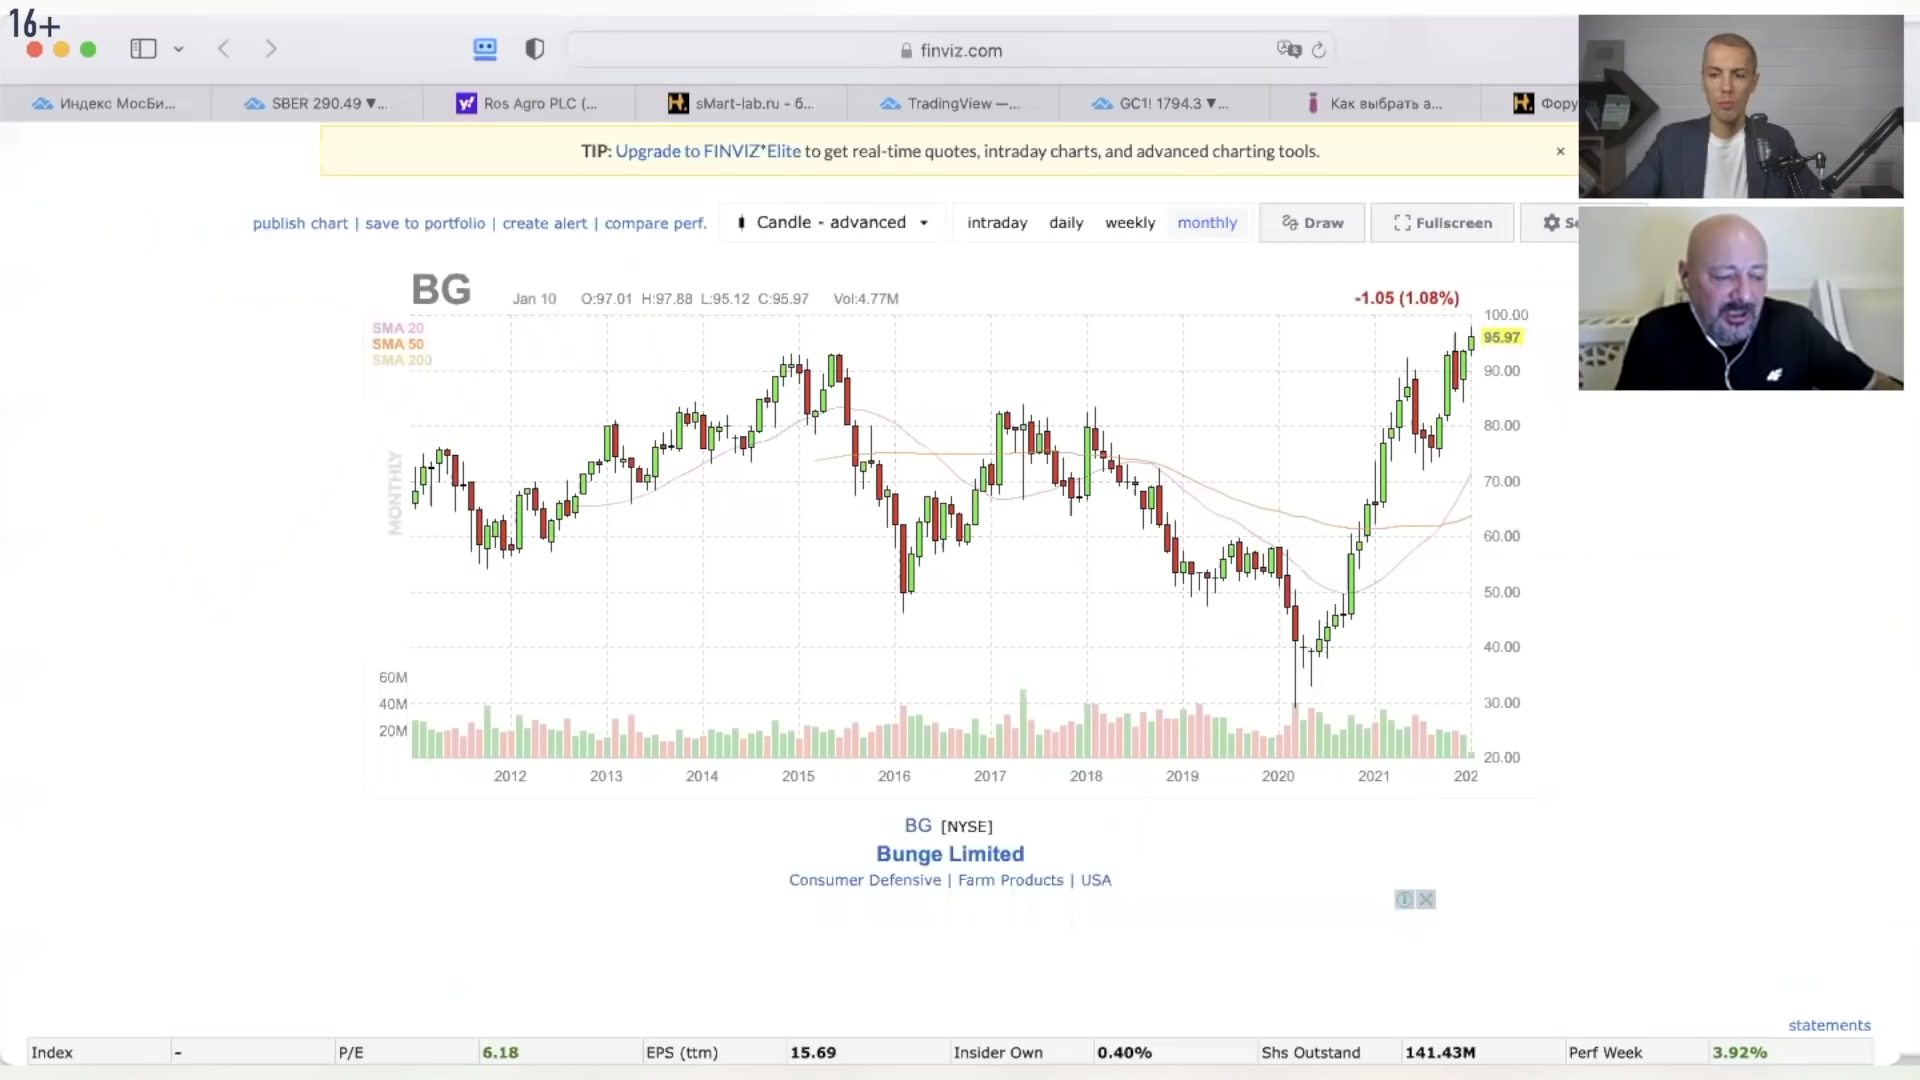 16+
finviz.com
Индекс МосБи...
SBER 290.49 ▼...
Ros Agro PLC (...
sMart-lab.ru - б...
TradingView —...
GC1! 1794.3 ▼...
Как выбрать а...
Фору
TIP: Upgrade to FINVIZ*Elite to get real-time quotes, intraday charts, and advanced charting tools. ×
publish chart | save to portfolio | create alert | compare perf.
Candle - advanced
intraday daily weekly monthly
Draw
Fullscreen
BG
Jan 10 O:97.01 H:97.88 L:95.12 C:95.97 Vol:4.77M
-1.05 (1.08%)
SMA 20
SMA 50
SMA 200
MONTHLY
100.00
95.97
90.00
80.00
70.00
60.00
50.00
40.00
30.00
20.00
60M
40M
20M
2012 2013 2014 2015 2016 2017 2018 2019 2020 2021 202
BG [NYSE]
Bunge Limited
Consumer Defensive | Farm Products | USA
statements
Index - P/E 6.18 EPS (ttm) 15.69 Insider Own 0.40% Shs Outstand 141.43M Perf Week 3.92%